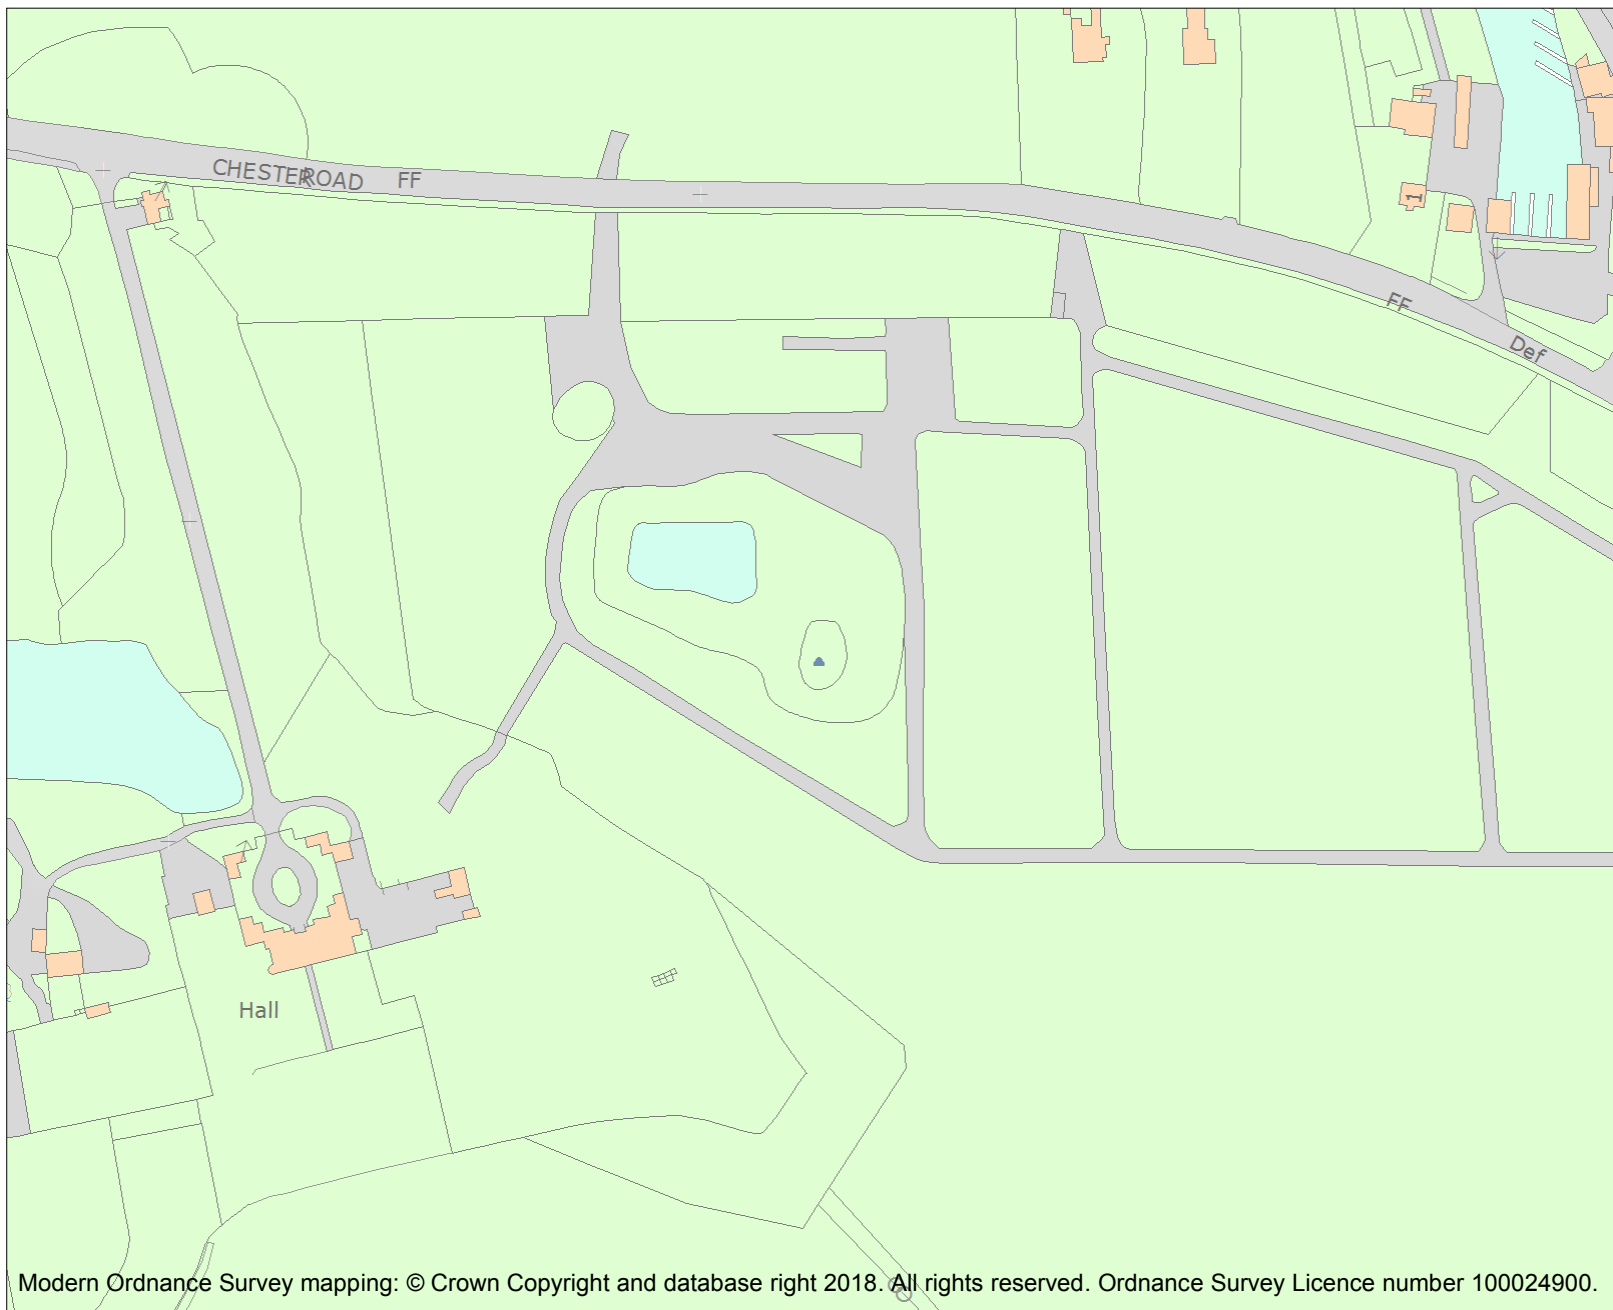 CHESTER ROAD FF
1
FF
Def
Hall
Modern Ordnance Survey mapping: © Crown Copyright and database right 2018. All rights reserved. Ordnance Survey Licence number 100024900.